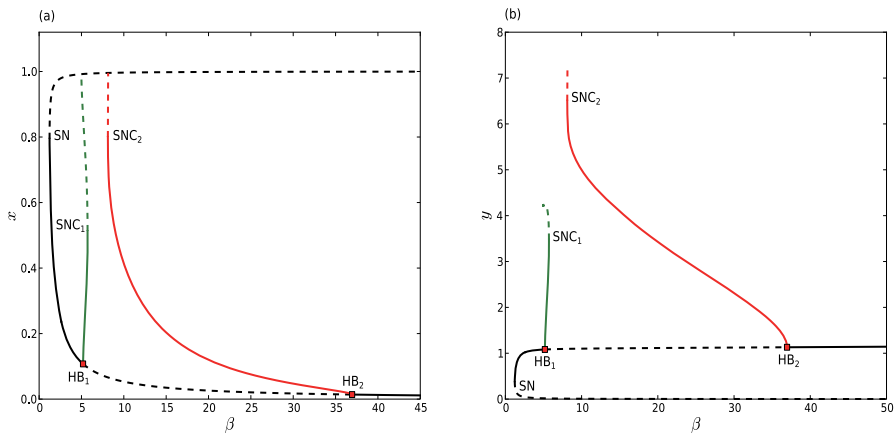 (a)
1.0
0.8
0.6
0.4
0.2
0.0
x
SN
SNC₂
SNC₁
HB₁
HB₂
0 5 10 15 20 25 30 35 40 45
β
(b)
8
7
6
5
4
3
2
1
0
y
SNC₂
SNC₁
HB₁
HB₂
SN
0 10 20 30 40 50
β